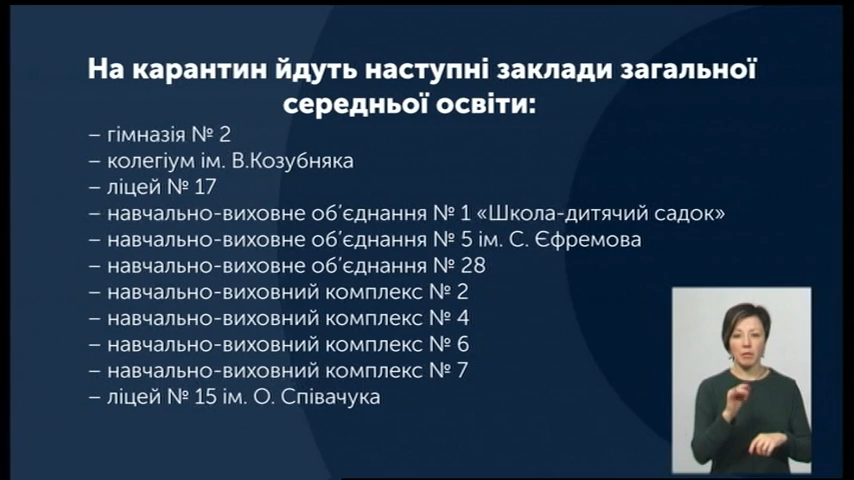 На карантин йдуть наступні заклади загальної
середньої освіти:
– гімназія № 2
– колегіум ім. В.Козубняка
– ліцей № 17
– навчально-виховне об’єднання № 1 «Школа-дитячий садок»
– навчально-виховне об’єднання № 5 ім. С. Єфремова
– навчально-виховне об’єднання № 28
– навчально-виховний комплекс № 2
– навчально-виховний комплекс № 4
– навчально-виховний комплекс № 6
– навчально-виховний комплекс № 7
– ліцей № 15 ім. О. Співачука